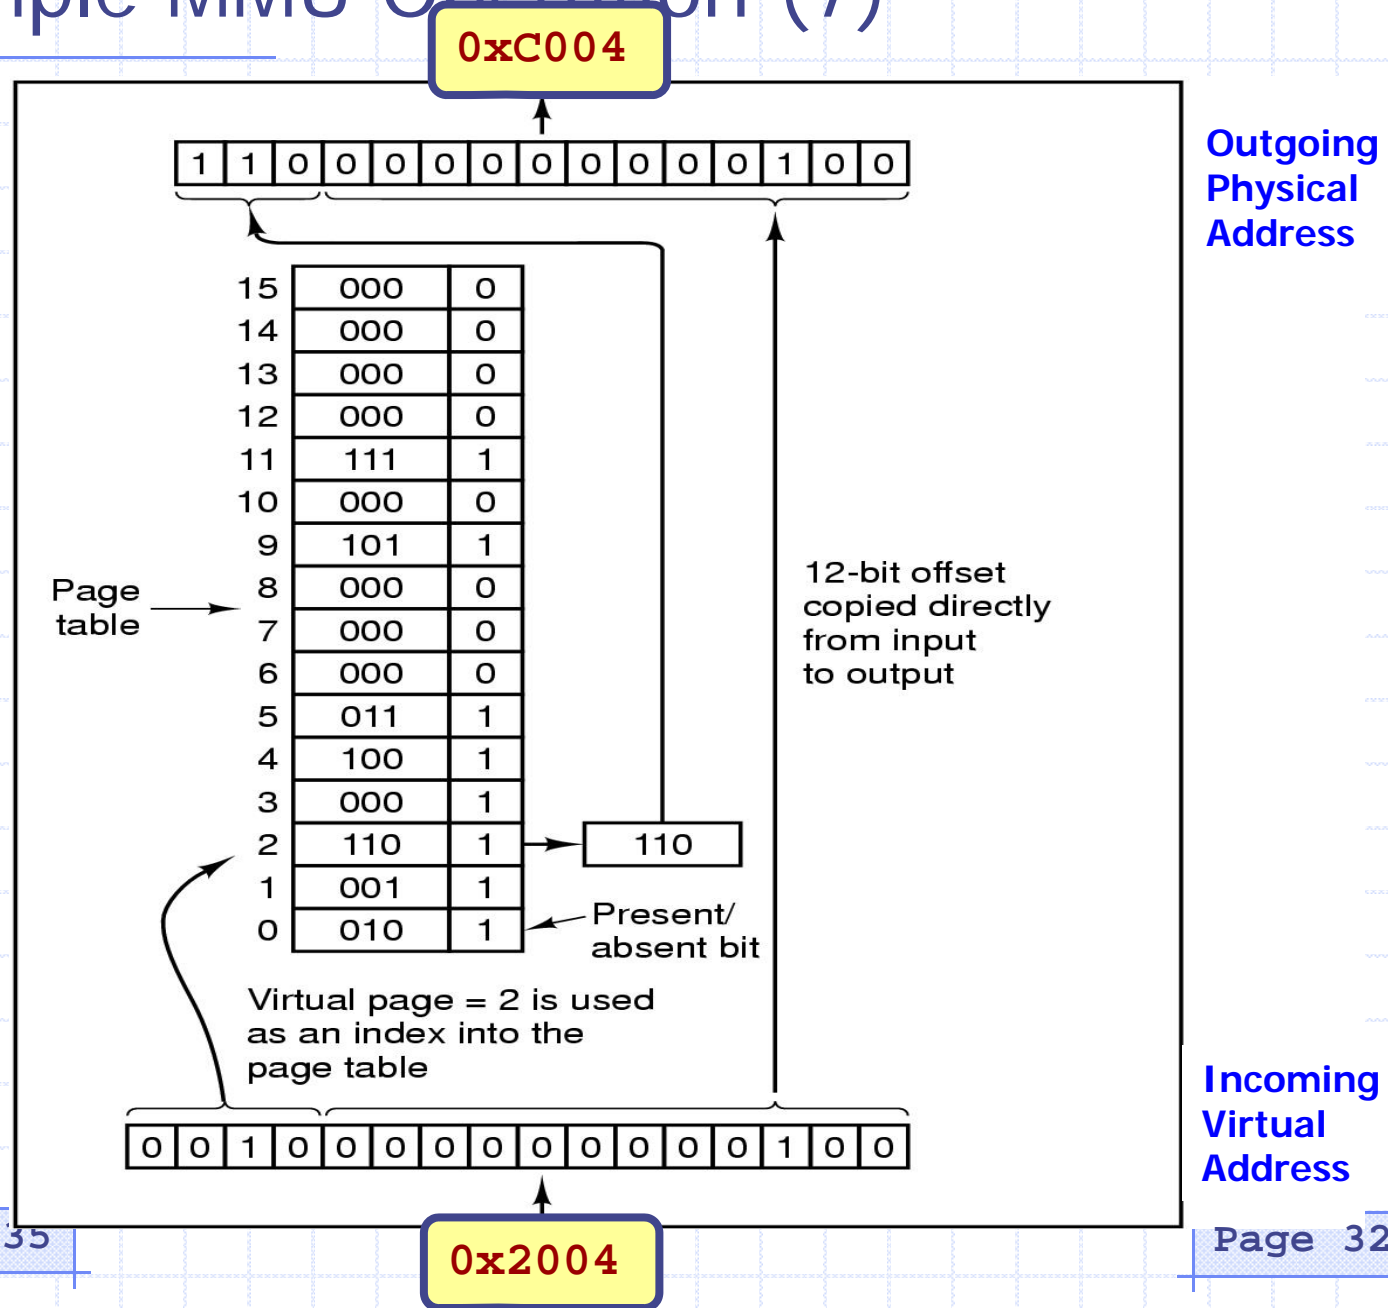 MMU (7)
0xC004
1 1 0 0 0 0 0 0 0 0 0 0 1 0 0
Outgoing
Physical
Address
15 000 0
14 000 0
13 000 0
12 000 0
11 111 1
10 000 0
9 101 1
8 000 0
7 000 0
6 000 0
5 011 1
4 100 1
3 000 1
2 110 1 110
1 001 1
0 010 1
Page
table
12-bit offset
copied directly
from input
to output
Present/
absent bit
Virtual page = 2 is used
as an index into the
page table
Incoming
Virtual
Address
0 0 1 0 0 0 0 0 0 0 0 0 0 1 0 0
0x2004
35
Page 32